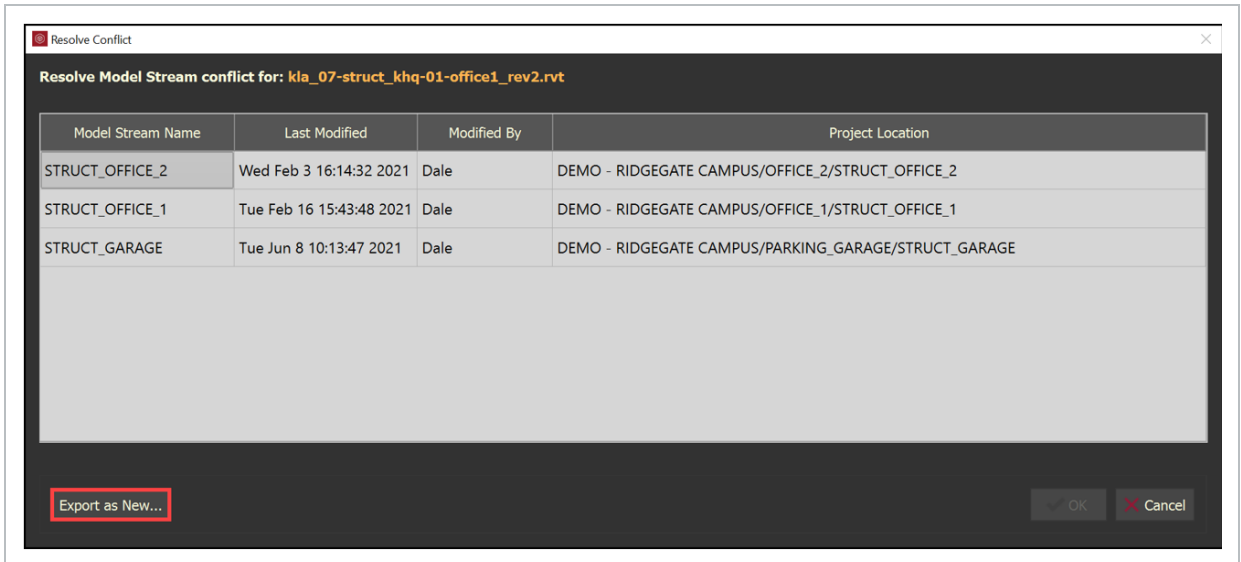 Resolve Conflict
Resolve Model Stream conflict for: kla_07-struct_khq-01-office1_rev2.rvt
Model Stream Name Last Modified Modified By Project Location
STRUCT_OFFICE_2 Wed Feb 3 16:14:32 2021 Dale DEMO - RIDGEGATE CAMPUS/OFFICE_2/STRUCT_OFFICE_2
STRUCT_OFFICE_1 Tue Feb 16 15:43:48 2021 Dale DEMO - RIDGEGATE CAMPUS/OFFICE_1/STRUCT_OFFICE_1
STRUCT_GARAGE Tue Jun 8 10:13:47 2021 Dale DEMO - RIDGEGATE CAMPUS/PARKING_GARAGE/STRUCT_GARAGE
Export as New... OK Cancel